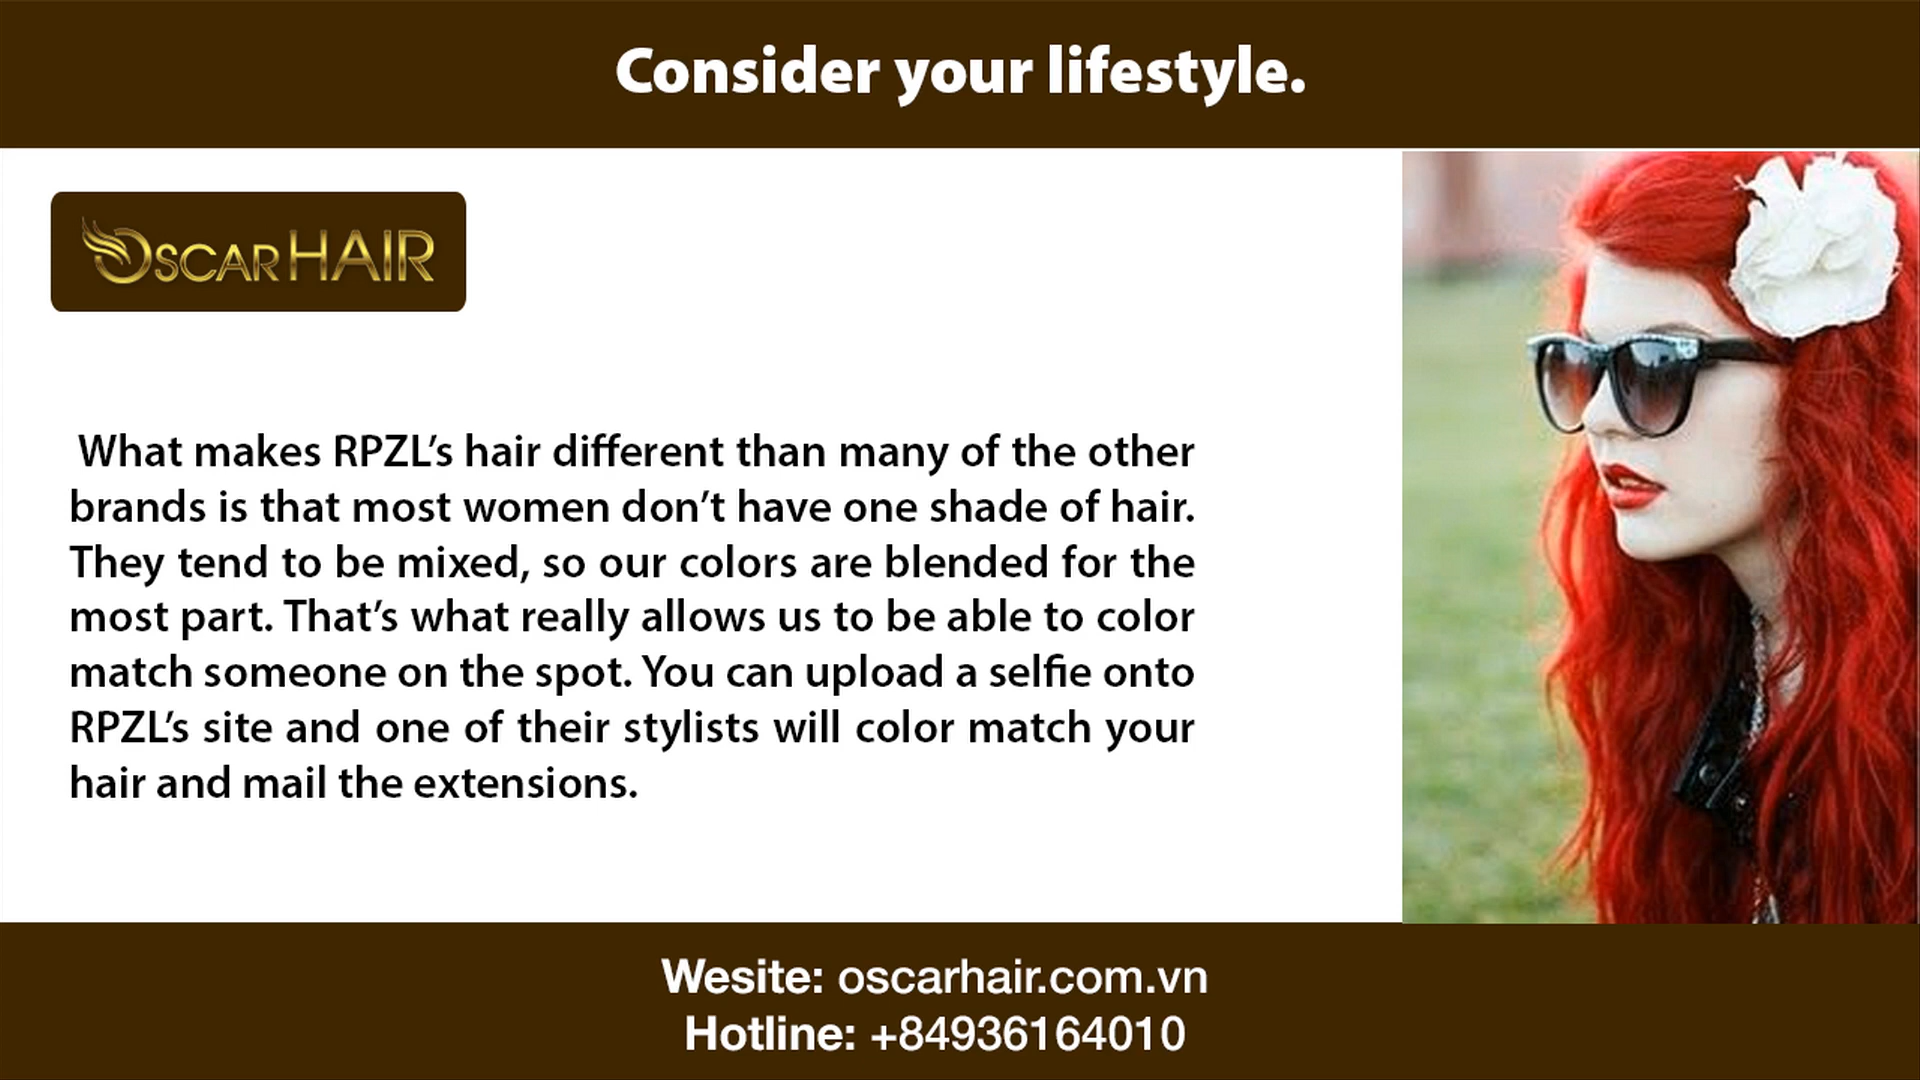 Consider your lifestyle.
OSCAR HAIR
What makes RPZL’s hair different than many of the other
brands is that most women don’t have one shade of hair.
They tend to be mixed, so our colors are blended for the
most part. That’s what really allows us to be able to color
match someone on the spot. You can upload a selfie onto
RPZL’s site and one of their stylists will color match your
hair and mail the extensions.
Wesite: oscarhair.com.vn
Hotline: +84936164010